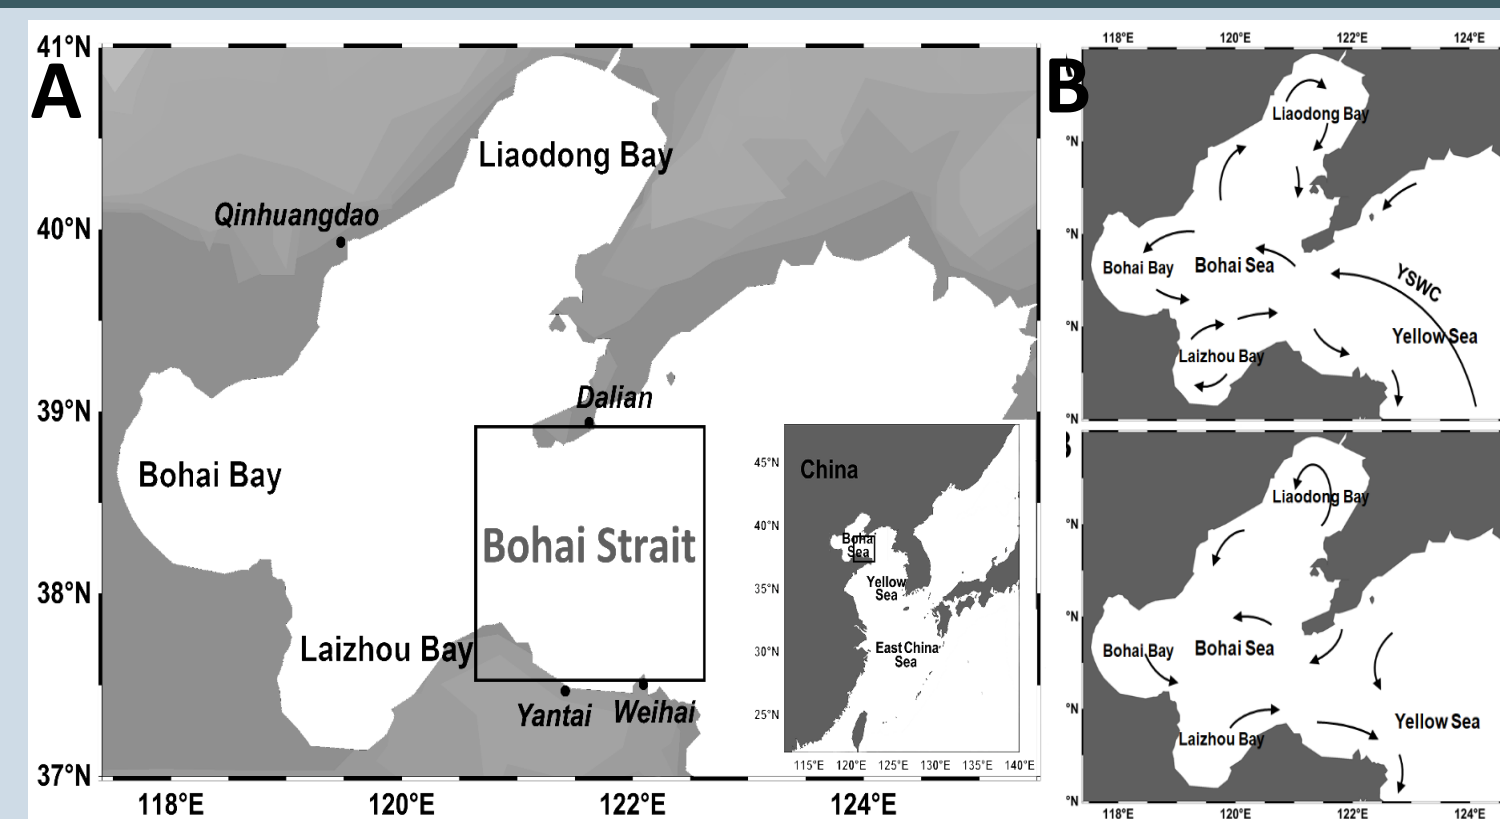 A
41°N
40°N
39°N
38°N
37°N
118°E
120°E
122°E
124°E
Liaodong Bay
Qinhuangdao
Dalian
Bohai Bay
Bohai Strait
Laizhou Bay
Yantai
Weihai
China
45°N
40°N
35°N
30°N
25°N
115°E
120°E
125°E
130°E
135°E
140°E
Bohai
Sea
Yellow
Sea
East China
Sea
B
118°E
120°E
122°E
124°E
°N
°N
°N
°N
Liaodong Bay
Bohai Bay
Bohai Sea
YSWC
Yellow Sea
Laizhou Bay
°N
°N
°N
°N
Liaodong Bay
Bohai Bay
Bohai Sea
Yellow Sea
Laizhou Bay
118°E
120°E
122°E
124°E